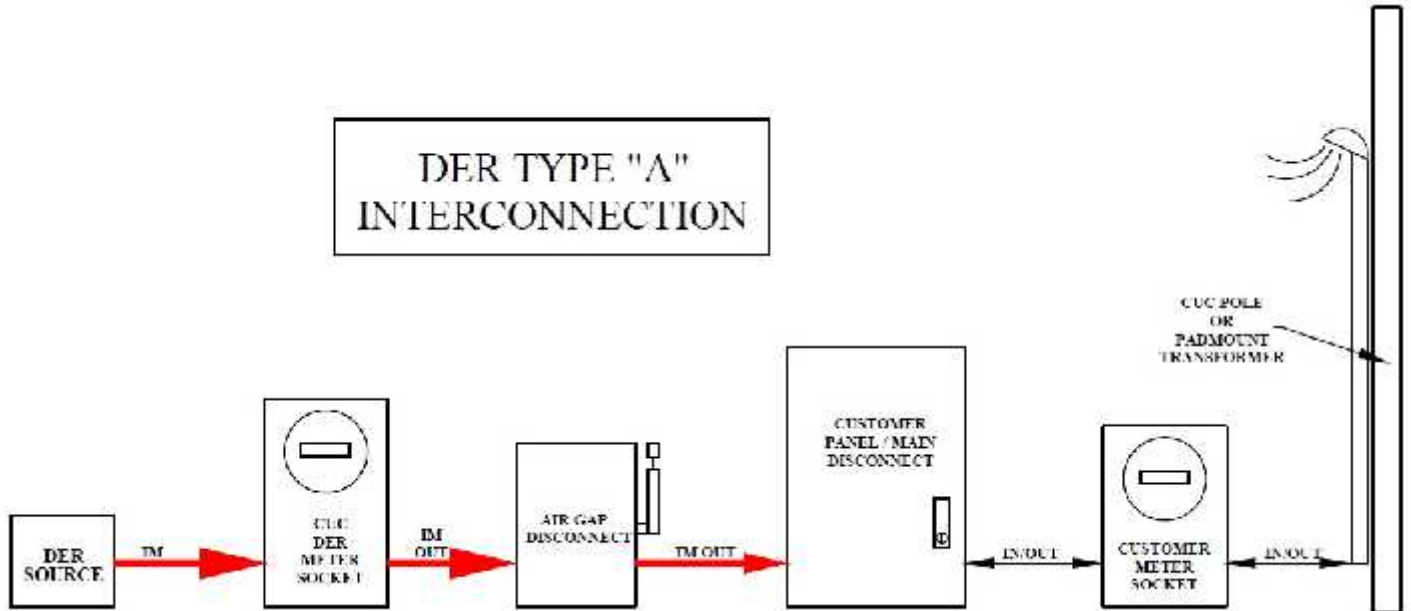 DER TYPE "A"
INTERCONNECTION
CUC POLE
OR
PADMOUNT
TRANSFORMER
CUSTOMER
PANEL / MAIN
DISCONNECT
CUC
DER
METER
SOCKET
AIR GAP
DISCONNECT
DER
SOURCE
IM
IM
OUT
IM OUT
IN/OUT
CUSTOMER
METER
SOCKET
IN/OUT